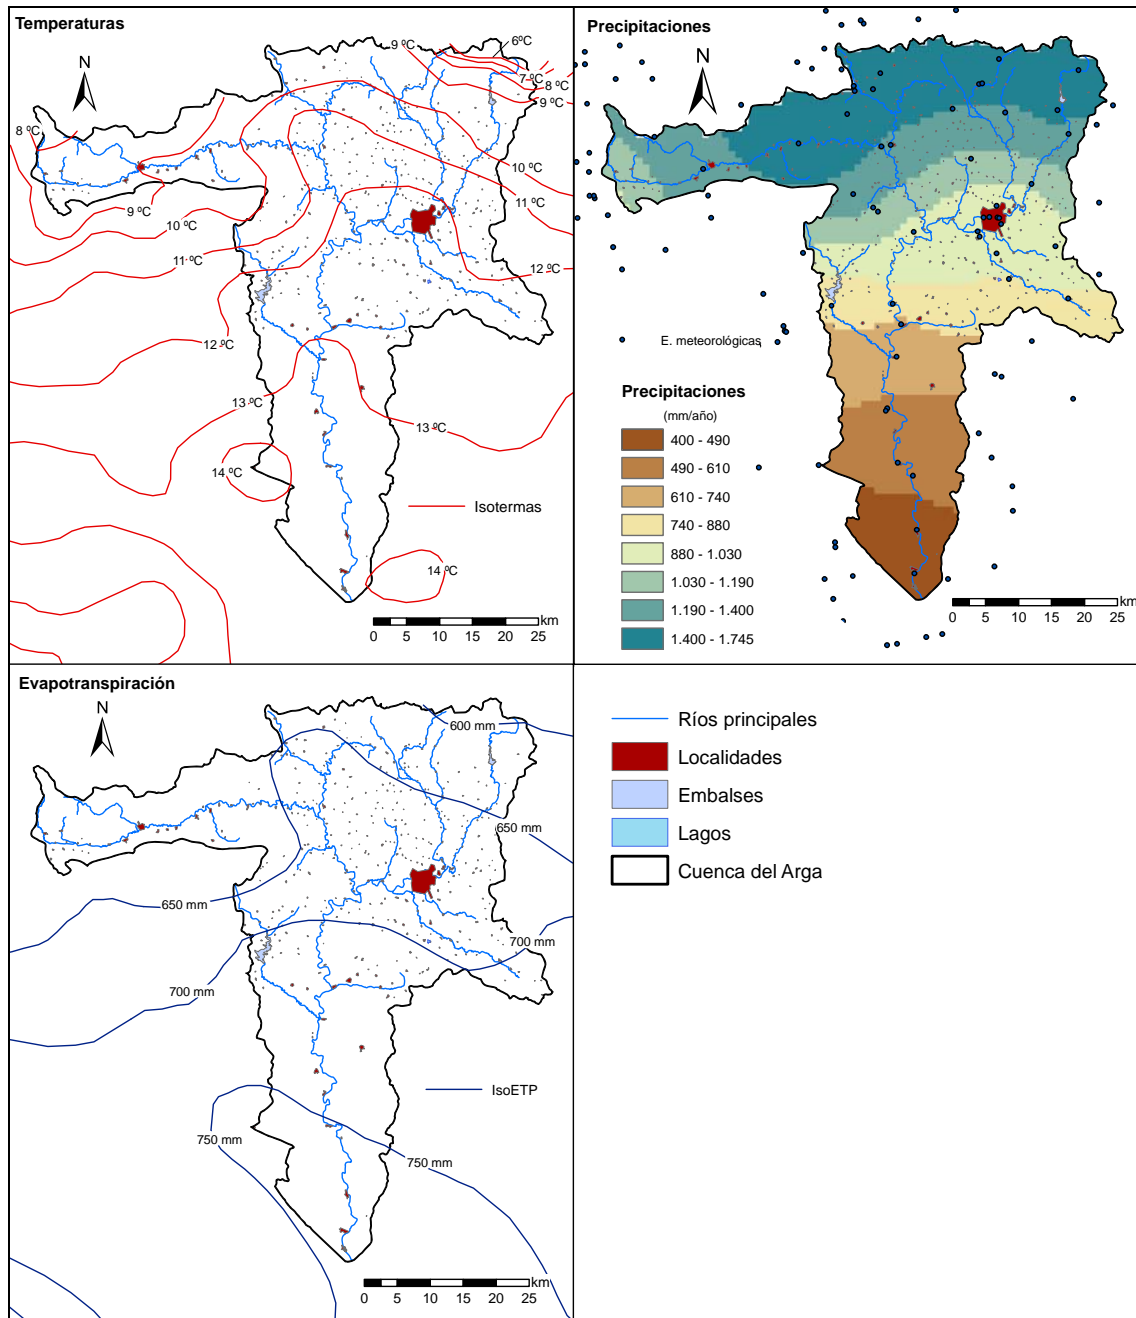 Temperaturas
N
9 ºC
6ºC
7ºC
8 ºC
9 ºC
8 ºC
10 ºC
9 ºC
11 ºC
10 ºC
11 ºC
12 ºC
12 ºC
13 ºC
13 ºC
14 ºC
Isotermas
14 ºC
km
0 5 10 15 20 25
Precipitaciones
N
E. meteorológicas
Precipitaciones
(mm/año)
400 - 490
490 - 610
610 - 740
740 - 880
880 - 1.030
1.030 - 1.190
1.190 - 1.400
1.400 - 1.745
km
0 5 10 15 20 25
Evapotranspiración
N
600 mm
650 mm
650 mm
700 mm
700 mm
IsoETP
750 mm
750 mm
km
0 5 10 15 20 25
Ríos principales
Localidades
Embalses
Lagos
Cuenca del Arga